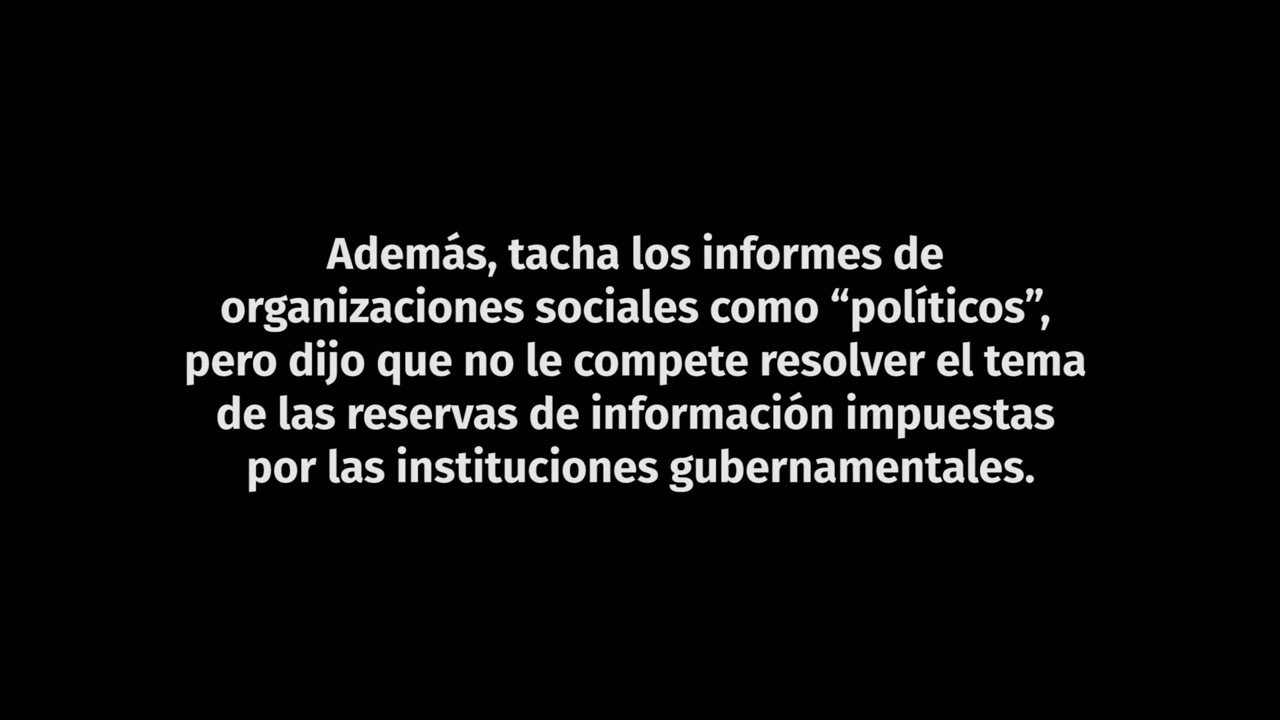 Además, tacha los informes de
organizaciones sociales como “políticos”,
pero dijo que no le compete resolver el tema
de las reservas de información impuestas
por las instituciones gubernamentales.